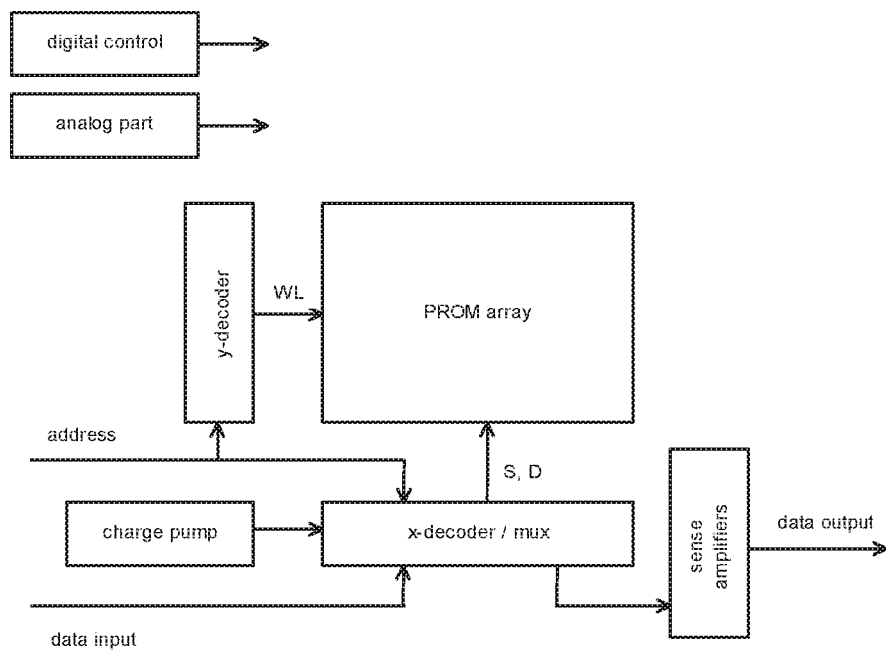 digital control
analog part
y-decoder
WL
PROM array
address
S, D
charge pump
x-decoder / mux
sense
amplifiers
data output
data input